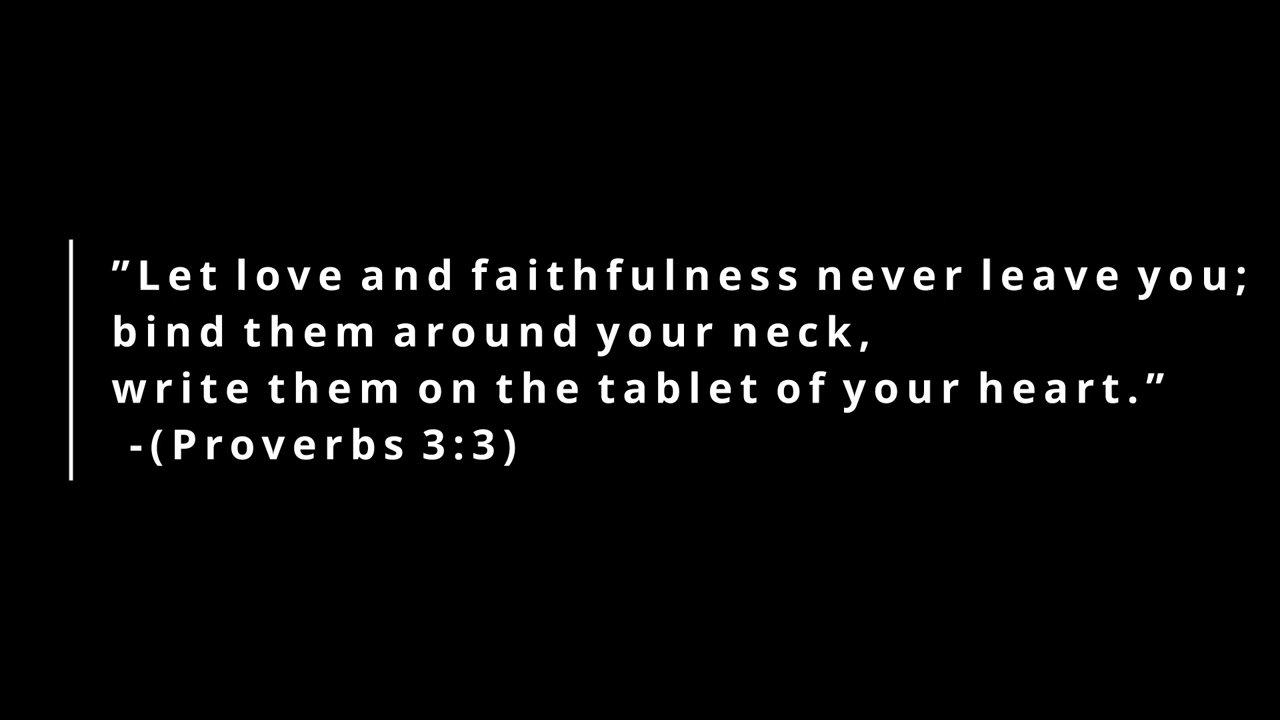 ”Let love and faithfulness never leave you;
bind them around your neck,
write them on the tablet of your heart.”
-(Proverbs 3:3)